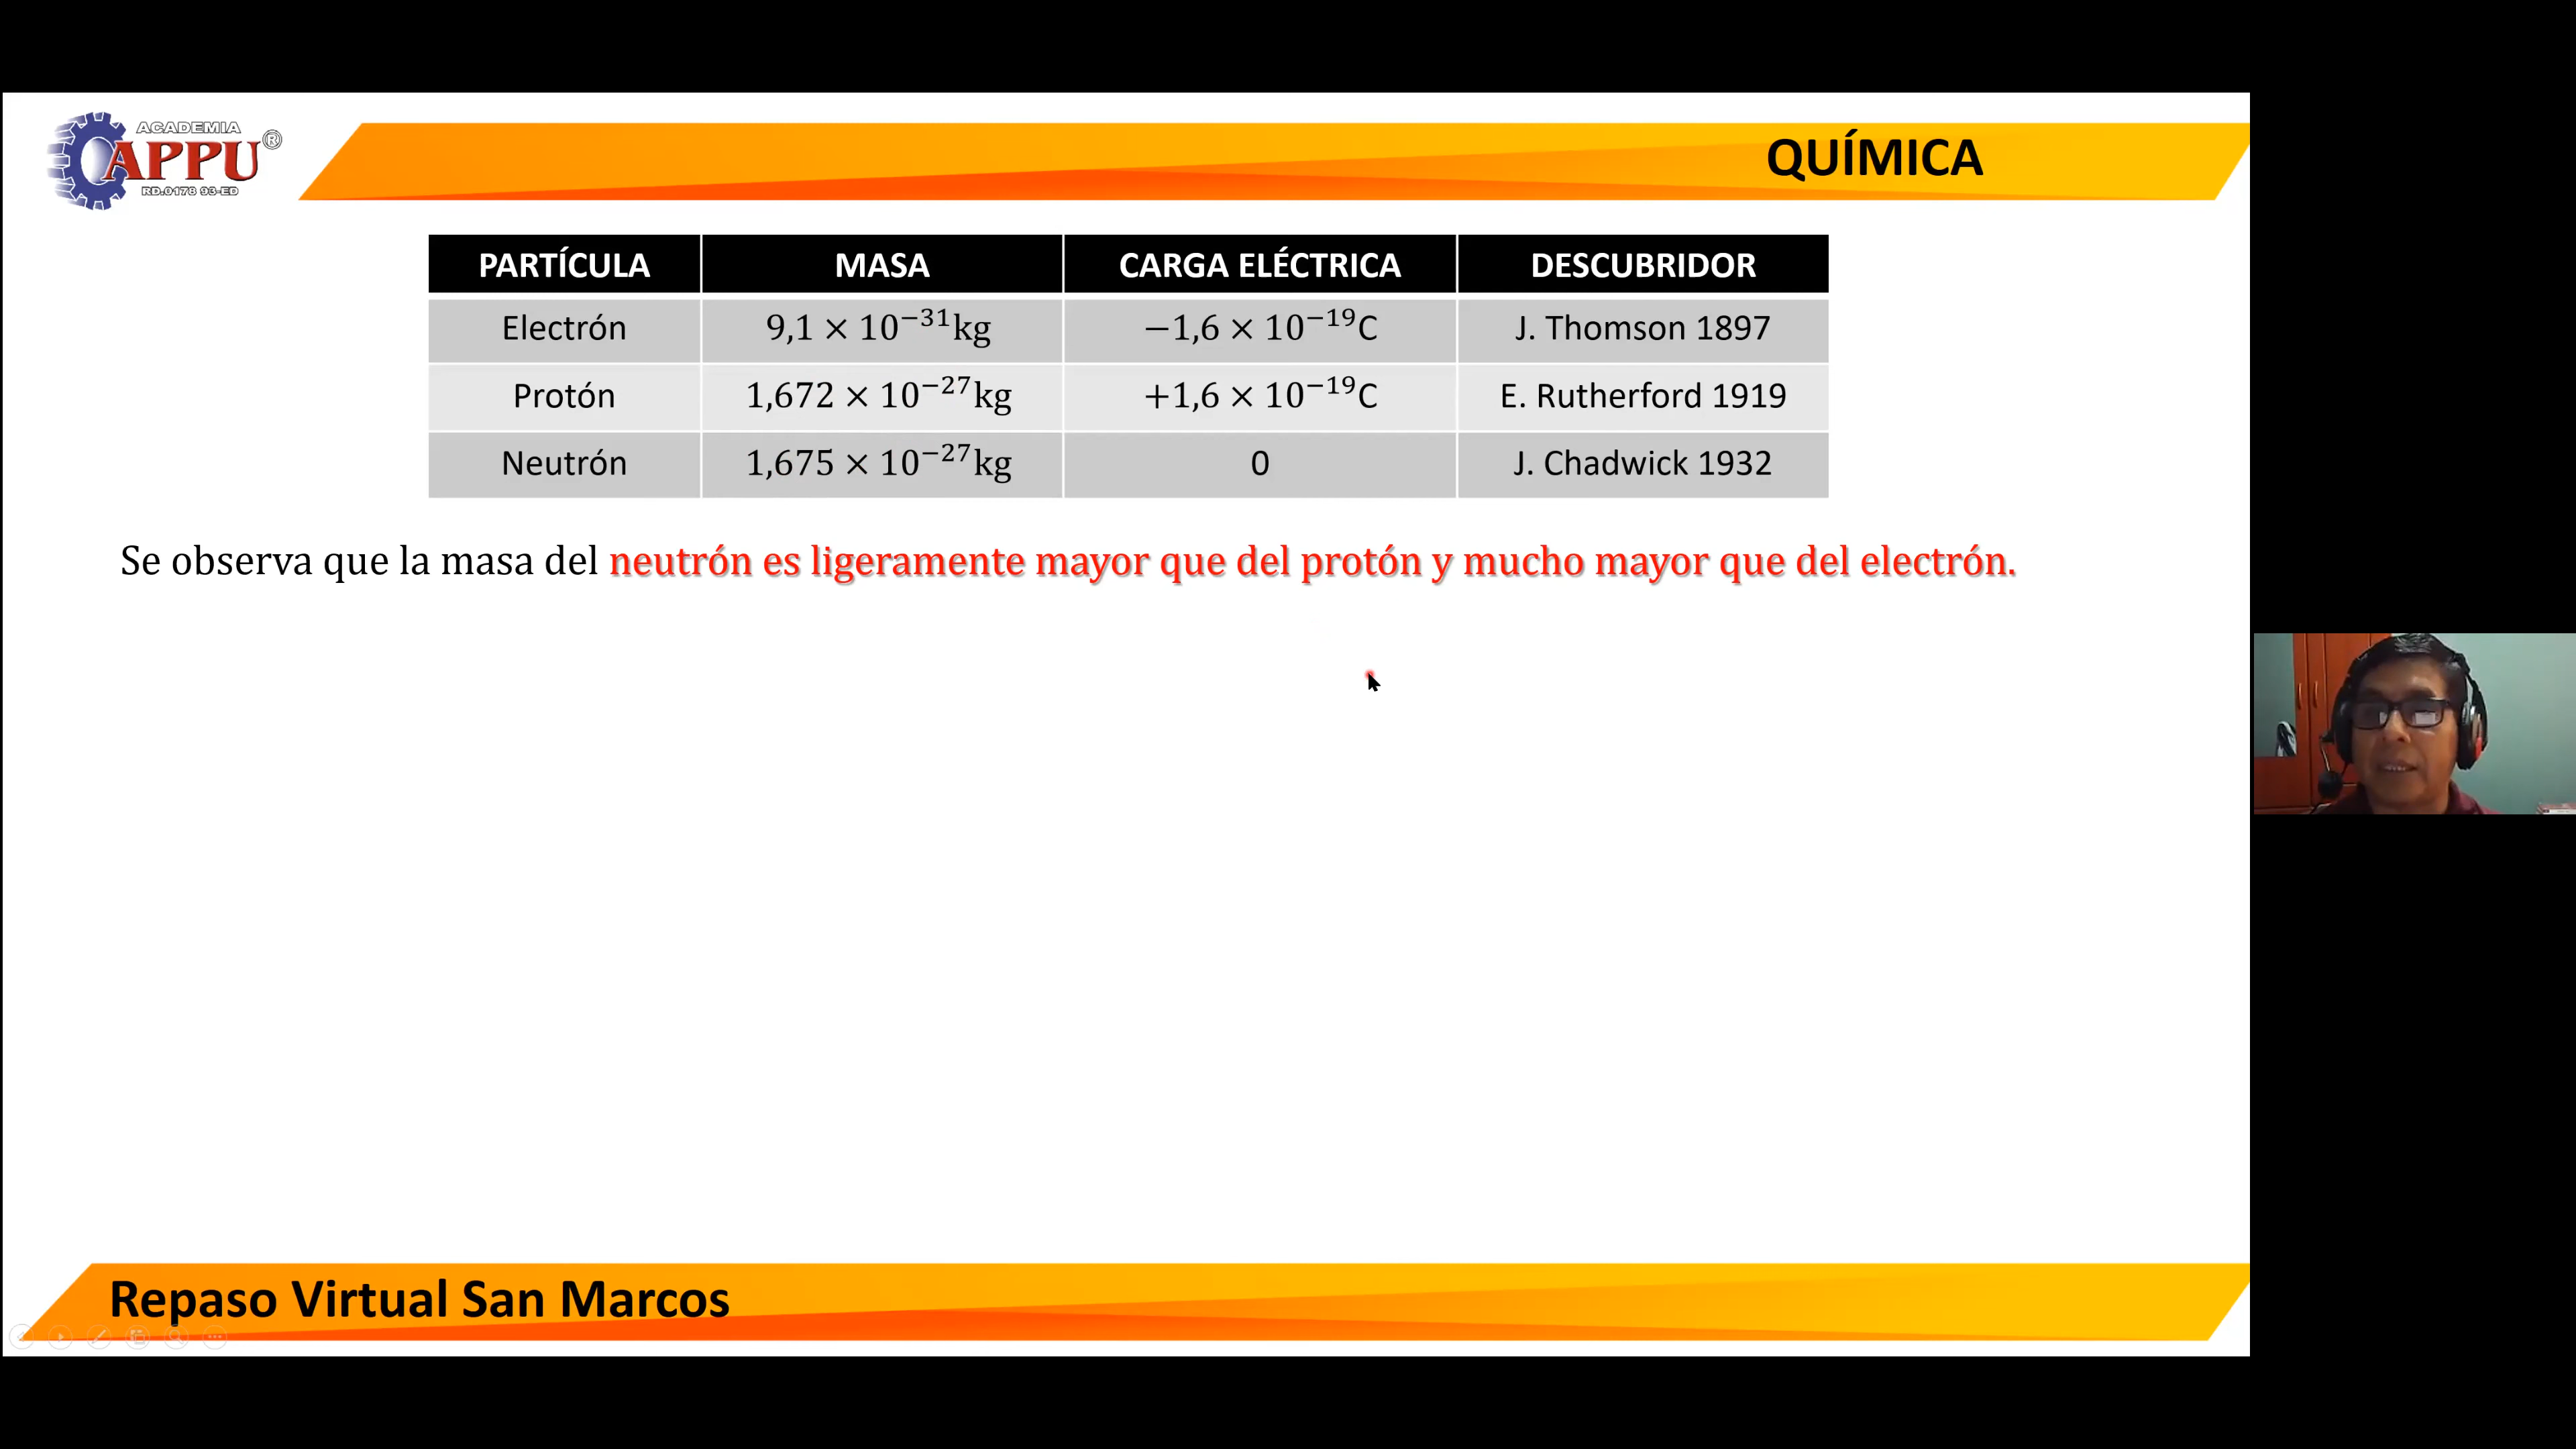 ACADEMIA
APPU®
RD.0178 93-ED
QUÍMICA
PARTÍCULA MASA CARGA ELÉCTRICA DESCUBRIDOR
Electrón 9,1 × 10⁻³¹kg −1,6 × 10⁻¹⁹C J. Thomson 1897
Protón 1,672 × 10⁻²⁷kg +1,6 × 10⁻¹⁹C E. Rutherford 1919
Neutrón 1,675 × 10⁻²⁷kg 0 J. Chadwick 1932
Se observa que la masa del neutrón es ligeramente mayor que del protón y mucho mayor que del electrón.
Repaso Virtual San Marcos